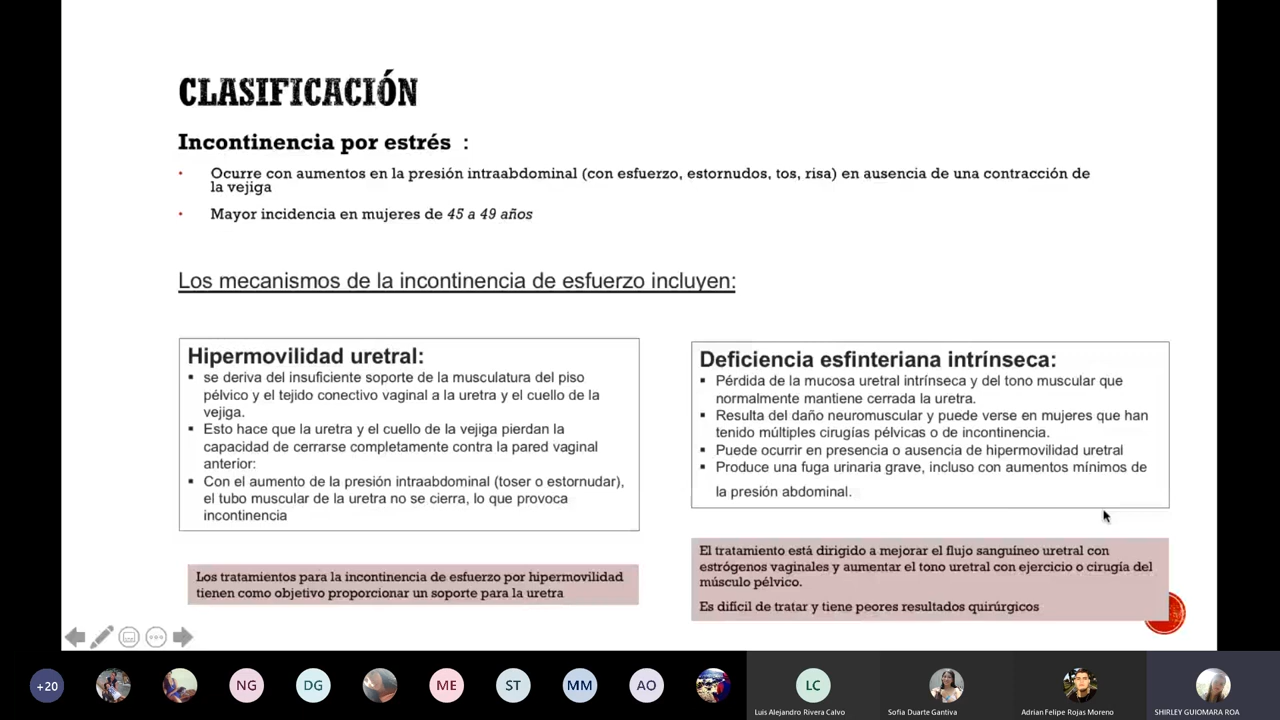 CLASIFICACIÓN
Incontinencia por estrés :
• Ocurre con aumentos en la presión intraabdominal (con esfuerzo, estornudos, tos, risa) en ausencia de una contracción de
la vejiga
• Mayor incidencia en mujeres de 45 a 49 años
Los mecanismos de la incontinencia de esfuerzo incluyen:
Hipermovilidad uretral:
▪ se deriva del insuficiente soporte de la musculatura del piso
pélvico y el tejido conectivo vaginal a la uretra y el cuello de la
vejiga.
▪ Esto hace que la uretra y el cuello de la vejiga pierdan la
capacidad de cerrarse completamente contra la pared vaginal
anterior:
▪ Con el aumento de la presión intraabdominal (toser o estornudar),
el tubo muscular de la uretra no se cierra, lo que provoca
incontinencia
Los tratamientos para la incontinencia de esfuerzo por hipermovilidad
tienen como objetivo proporcionar un soporte para la uretra
Deficiencia esfinteriana intrínseca:
▪ Pérdida de la mucosa uretral intrínseca y del tono muscular que
normalmente mantiene cerrada la uretra.
▪ Resulta del daño neuromuscular y puede verse en mujeres que han
tenido múltiples cirugías pélvicas o de incontinencia.
▪ Puede ocurrir en presencia o ausencia de hipermovilidad uretral
▪ Produce una fuga urinaria grave, incluso con aumentos mínimos de
la presión abdominal.
El tratamiento está dirigido a mejorar el flujo sanguíneo uretral con
estrógenos vaginales y aumentar el tono uretral con ejercicio o cirugía del
músculo pélvico.
Es difícil de tratar y tiene peores resultados quirúrgicos
+20 NG DG ME ST MM AO LC
Luis Alejandro Rivera Calvo Sofia Duarte Gantiva Adrian Felipe Rojas Moreno SHIRLEY GUIOMARA ROA